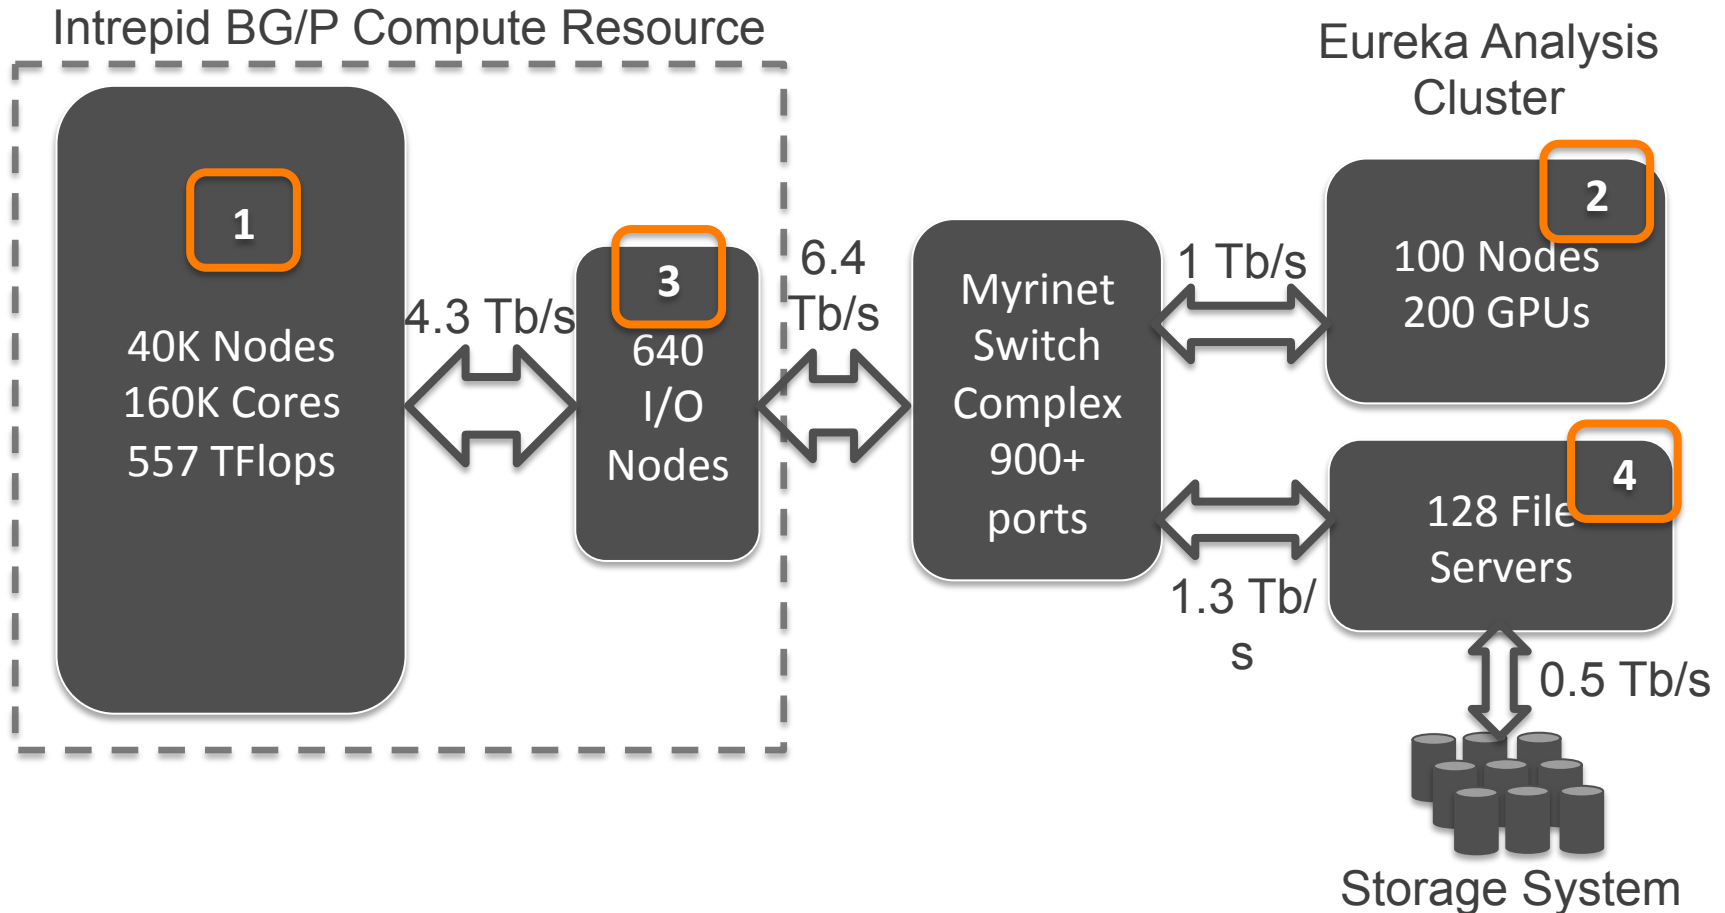 Intrepid BG/P Compute Resource
Eureka Analysis
Cluster
1
40K Nodes
160K Cores
557 TFlops
4.3 Tb/s
3
640
I/O
Nodes
6.4
Tb/s
Myrinet
Switch
Complex
900+
ports
1 Tb/s
2
100 Nodes
200 GPUs
1.3 Tb/
s
4
128 File
Servers
0.5 Tb/s
Storage System